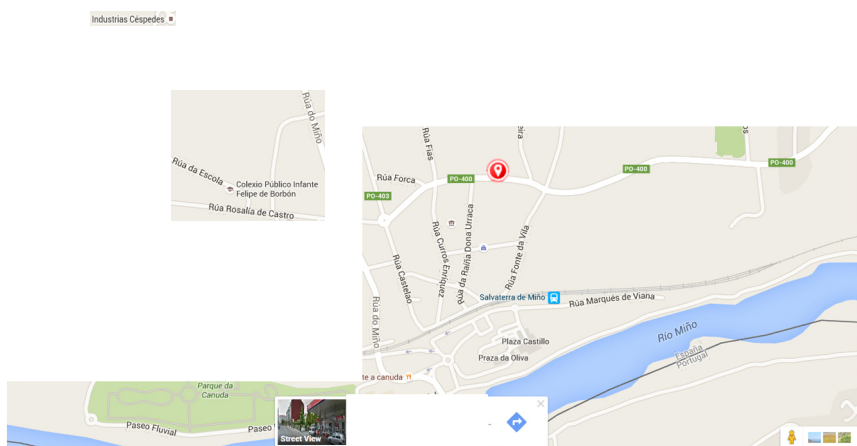 Industrias Céspedes
Rúa do Miño
Rúa da Escola
Colexio Público Infante
Felipe de Borbón
Rúa Rosalía de Castro
Rúa Fías
eira
os
PO-400
PO-400
PO-400
Rúa Forca
PO-403
Rúa Castelao
Rúa Curros Enríquez
Rúa da Raíña Dona Urraca
Rúa Fonte da Vila
Salvaterra de Miño
Rúa Marqués de Viana
Rúa do Miño
Río Miño
España
Portugal
Plaza Castillo
Praza da Oliva
te a canuda
Parque da
Canuda
Paseo Fluvial
Paseo
Street View